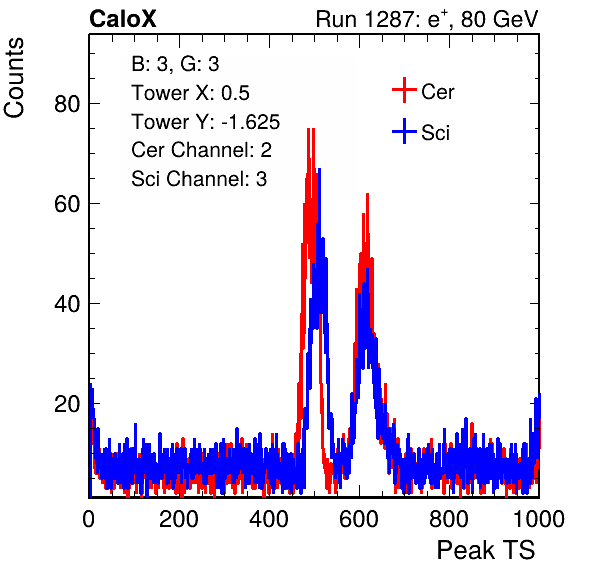 CaloX
Run 1287: e+, 80 GeV
Counts
B: 3, G: 3
Tower X: 0.5
Tower Y: -1.625
Cer Channel: 2
Sci Channel: 3
Cer
Sci
80
60
40
20
0 200 400 600 800 1000
Peak TS